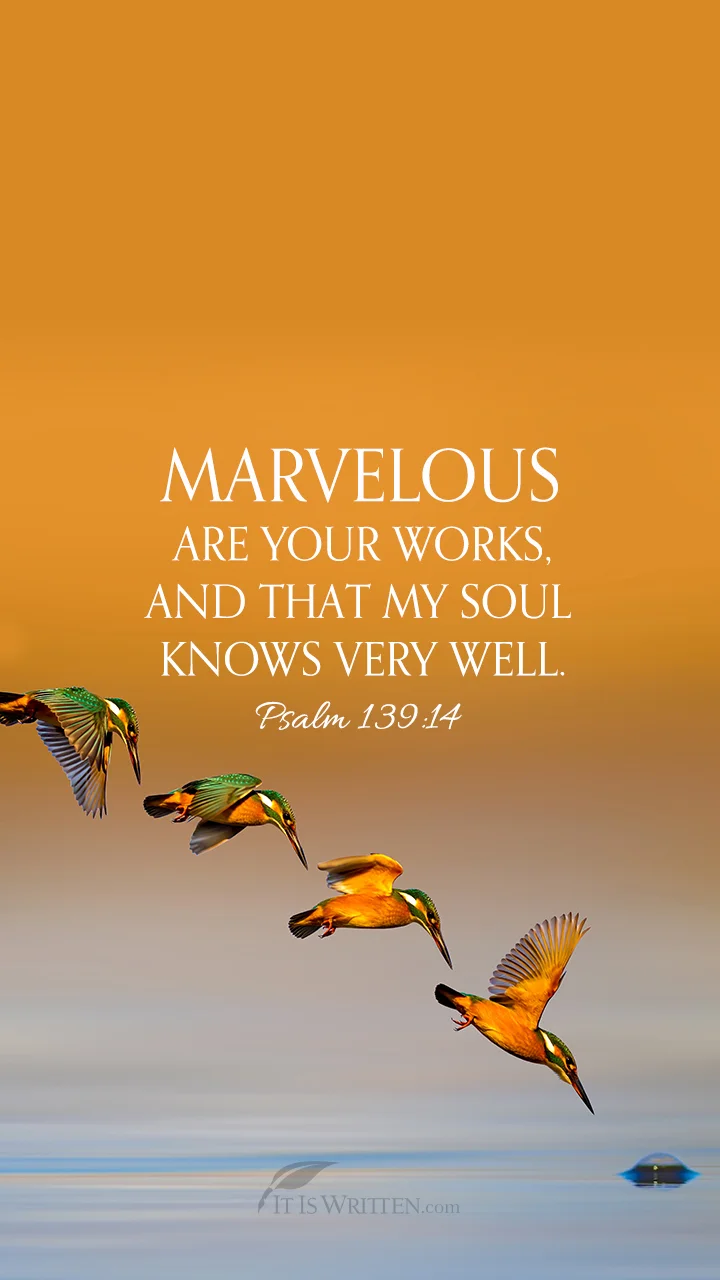 MARVELOUS
ARE YOUR WORKS,
AND THAT MY SOUL
KNOWS VERY WELL.
Psalm 139:14
IT IS WRITTEN.com